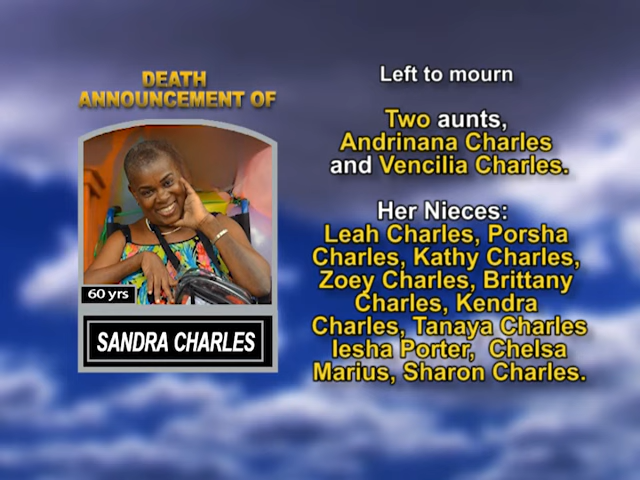 DEATH
ANNOUNCEMENT OF
60 yrs
SANDRA CHARLES
Left to mourn
Two aunts,
Andrinana Charles
and Vencilia Charles.
Her Nieces:
Leah Charles, Porsha
Charles, Kathy Charles,
Zoey Charles, Brittany
Charles, Kendra
Charles, Tanaya Charles
Iesha Porter, Chelsa
Marius, Sharon Charles.